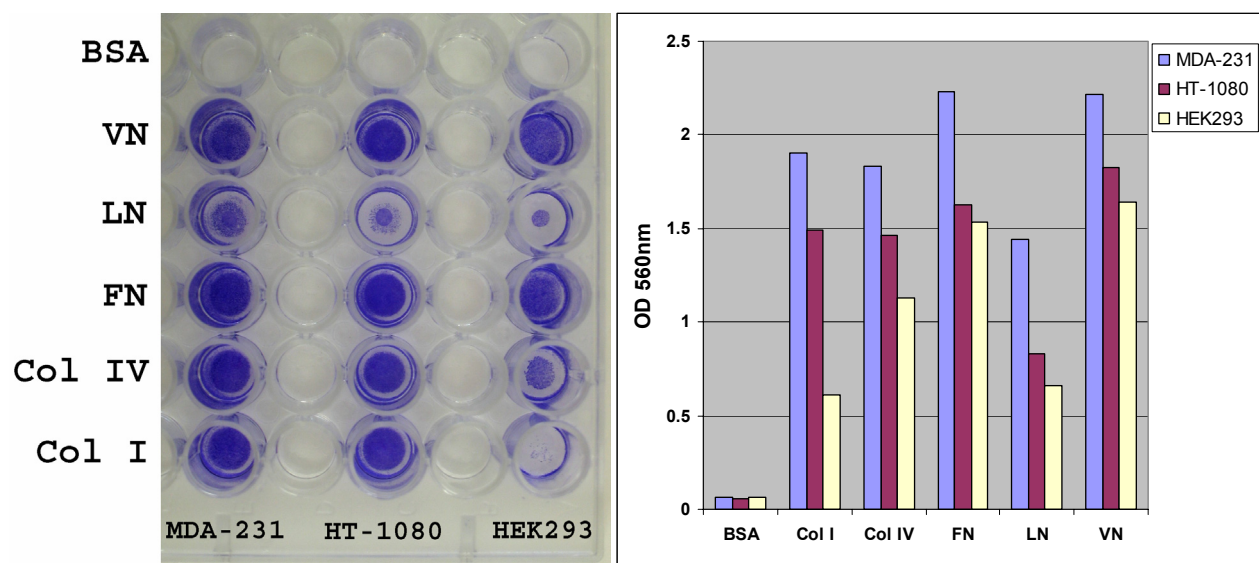 BSA
VN
LN
FN
Col IV
Col I
MDA-231 HT-1080 HEK293
2.5
2
1.5
1
0.5
0
OD 560nm
BSA Col I Col IV FN LN VN
MDA-231
HT-1080
HEK293